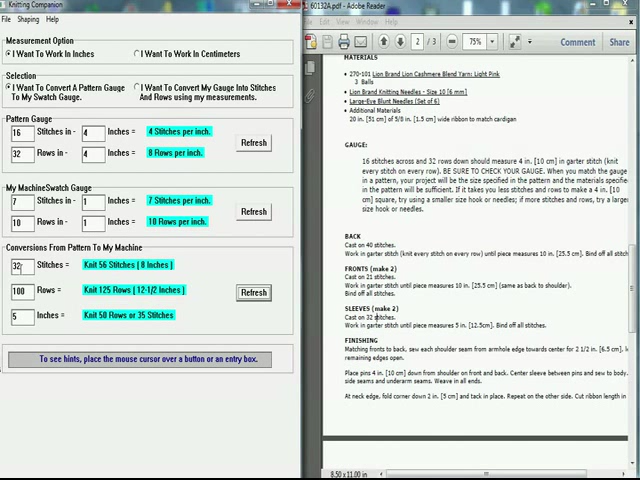 Knitting Companion
File Shaping Help
Measurement Option
I Want To Work In Inches
I Want To Work In Centimeters
Selection
I Want To Convert A Pattern Gauge To My Swatch Gauge.
I Want To Convert My Gauge Into Stitches And Rows using my measurements.
Pattern Gauge
16 Stitches in - 4 Inches = 4 Stitches per inch.
32 Rows in - 4 Inches = 8 Rows per inch.
Refresh
My MachineSwatch Gauge
7 Stitches in - 1 Inches = 7 Stitches per inch.
10 Rows in - 1 Inches = 10 Rows per inch.
Refresh
Conversions From Pattern To My Machine
32 Stitches = Knit 56 Stitches ( 8 Inches )
100 Rows = Knit 125 Rows ( 12-1/2 Inches )
Refresh
5 Inches = Knit 50 Rows or 35 Stitches
To see hints, place the mouse cursor over a button or an entry box.
60132A.pdf - Adobe Reader
File Edit View Window Help
2 / 3 75% Comment Share
MATERIALS
270-101 Lion Brand Lion Cashmere Blend Yarn: Light Pink
3 Balls
Lion Brand Knitting Needles - Size 10 [6 mm]
Large-Eye Blunt Needles (Set of 6)
Additional Materials
20 in. [51 cm] of 5/8 in. [1.5 cm] wide ribbon to match cardigan
GAUGE:
16 stitches across and 32 rows down should measure 4 in. [10 cm] in garter stitch (knit
every stitch on every row). BE SURE TO CHECK YOUR GAUGE. When you match the gauge
in a pattern, your project will be the size specified in the pattern and the materials specifie
in the pattern will be sufficient. If it takes you less stitches and rows to make a 4 in. [10
cm] square, try using a smaller size hook or needles; if more stitches and rows, try a larger
size hook or needles.
BACK
Cast on 40 stitches.
Work in garter stitch (knit every stitch on every row) until piece measures 10 in. [25.5 cm]. Bind off all stitch
FRONTS (make 2)
Cast on 21 stitches.
Work in garter stitch until piece measures 10 in. [25.5 cm] (same as back to shoulder).
Bind off all stitches.
SLEEVES (make 2)
Cast on 32 stitches.
Work in garter stitch until piece measures 5 in. [12.5cm]. Bind off all stitches.
FINISHING
Matching fronts to back, sew each shoulder seam from armhole edge towards center for 2 1/2 in. [6.5 cm], l
remaining edges open.
Place pins 4 in. [10 cm] down from shoulder on front and back. Center sleeve between pins and sew to body.
side seams and underarm seams. Weave in all ends.
At neck edge, fold corner down 2 in. [5 cm] and tack in place. Repeat on the other side. Cut ribbon length in
8.50 x 11.00 in